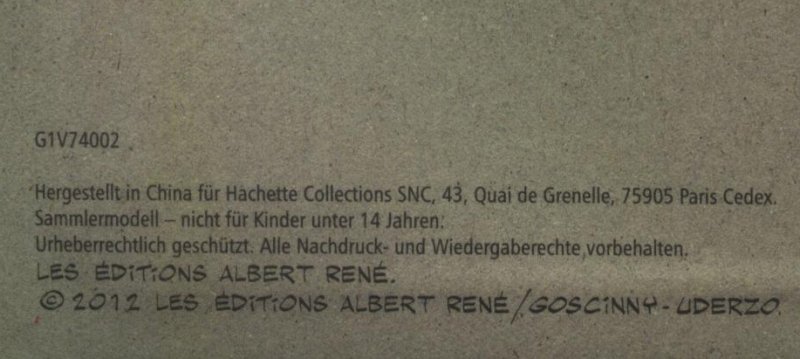 G1V74002
Hergestellt in China für Hachette Collections SNC, 43, Quai de Grenelle, 75905 Paris Cedex.
Sammlermodell – nicht für Kinder unter 14 Jahren.
Urheberrechtlich geschützt. Alle Nachdruck- und Wiedergaberechte vorbehalten.
LES ÉDiTiONS ALBERT RENÉ.
© 2012 LES ÉDiTiONS ALBERT RENÉ/GOSCiNNY-UDERZO.